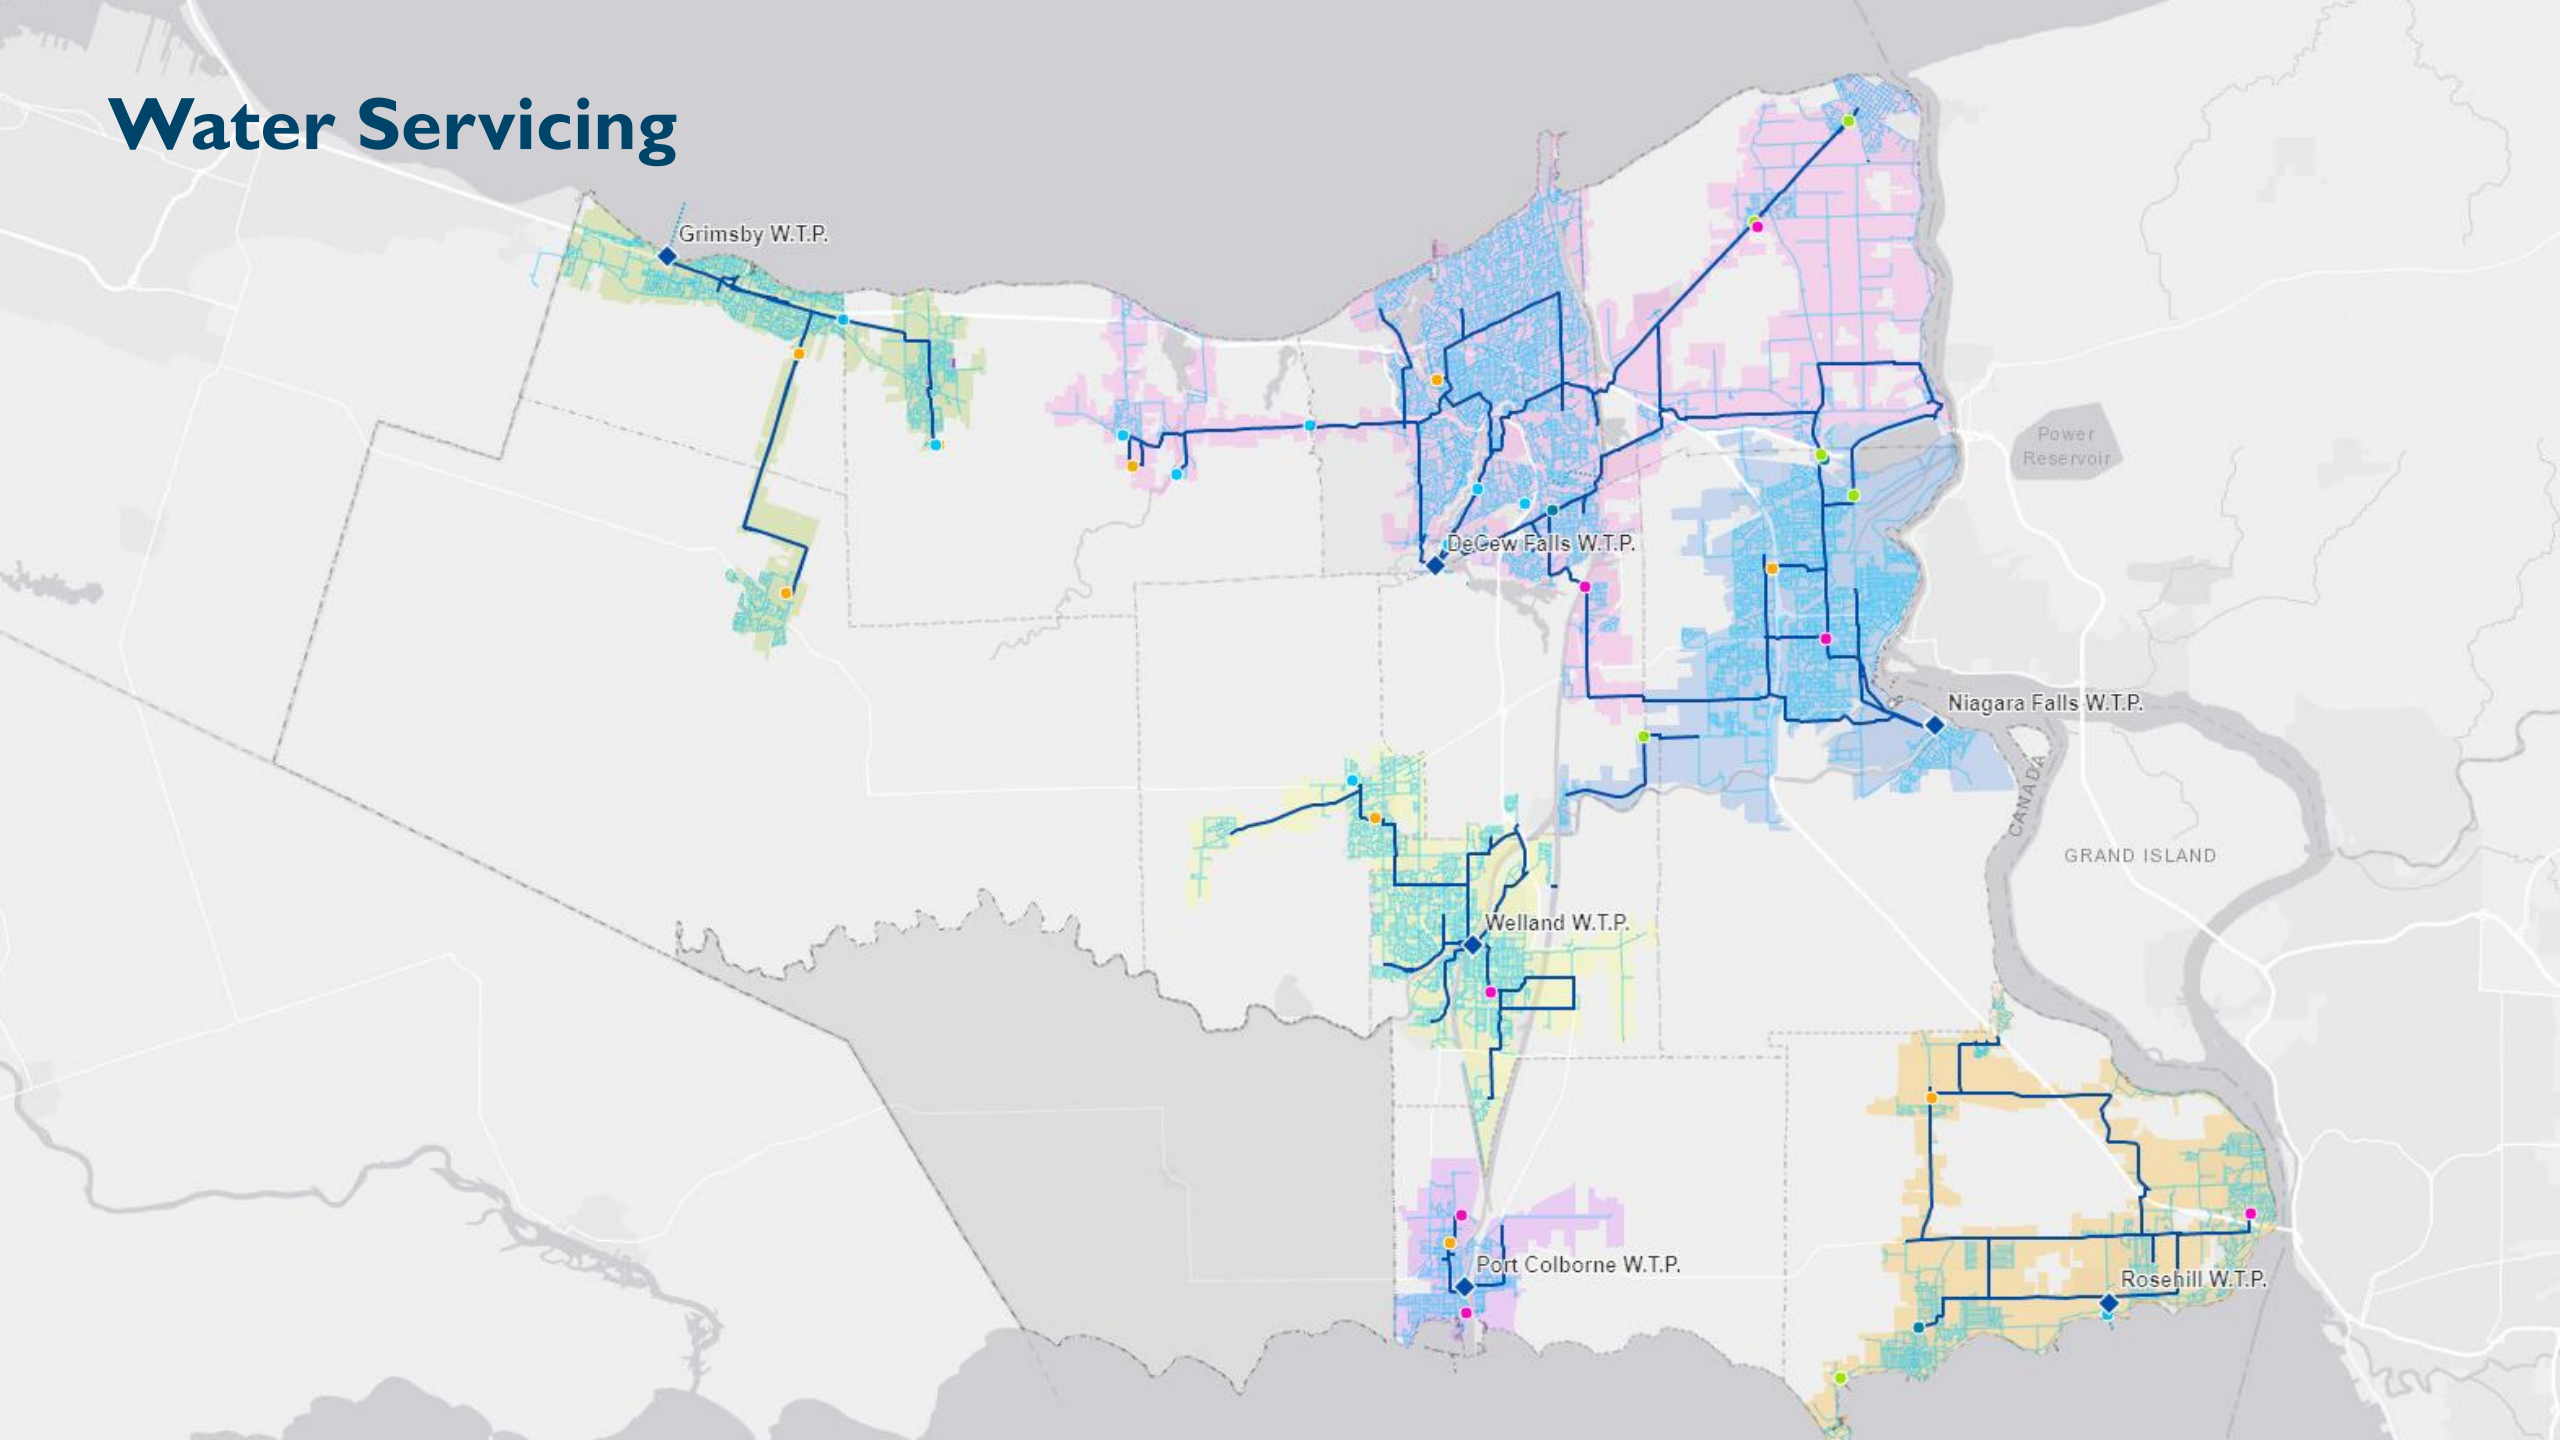 Water Servicing
Grimsby W.T.P.
Power
Reservoir
DeCew Falls W.T.P.
Niagara Falls W.T.P.
CANADA
GRAND ISLAND
Welland W.T.P.
Port Colborne W.T.P.
Rosehill W.T.P.